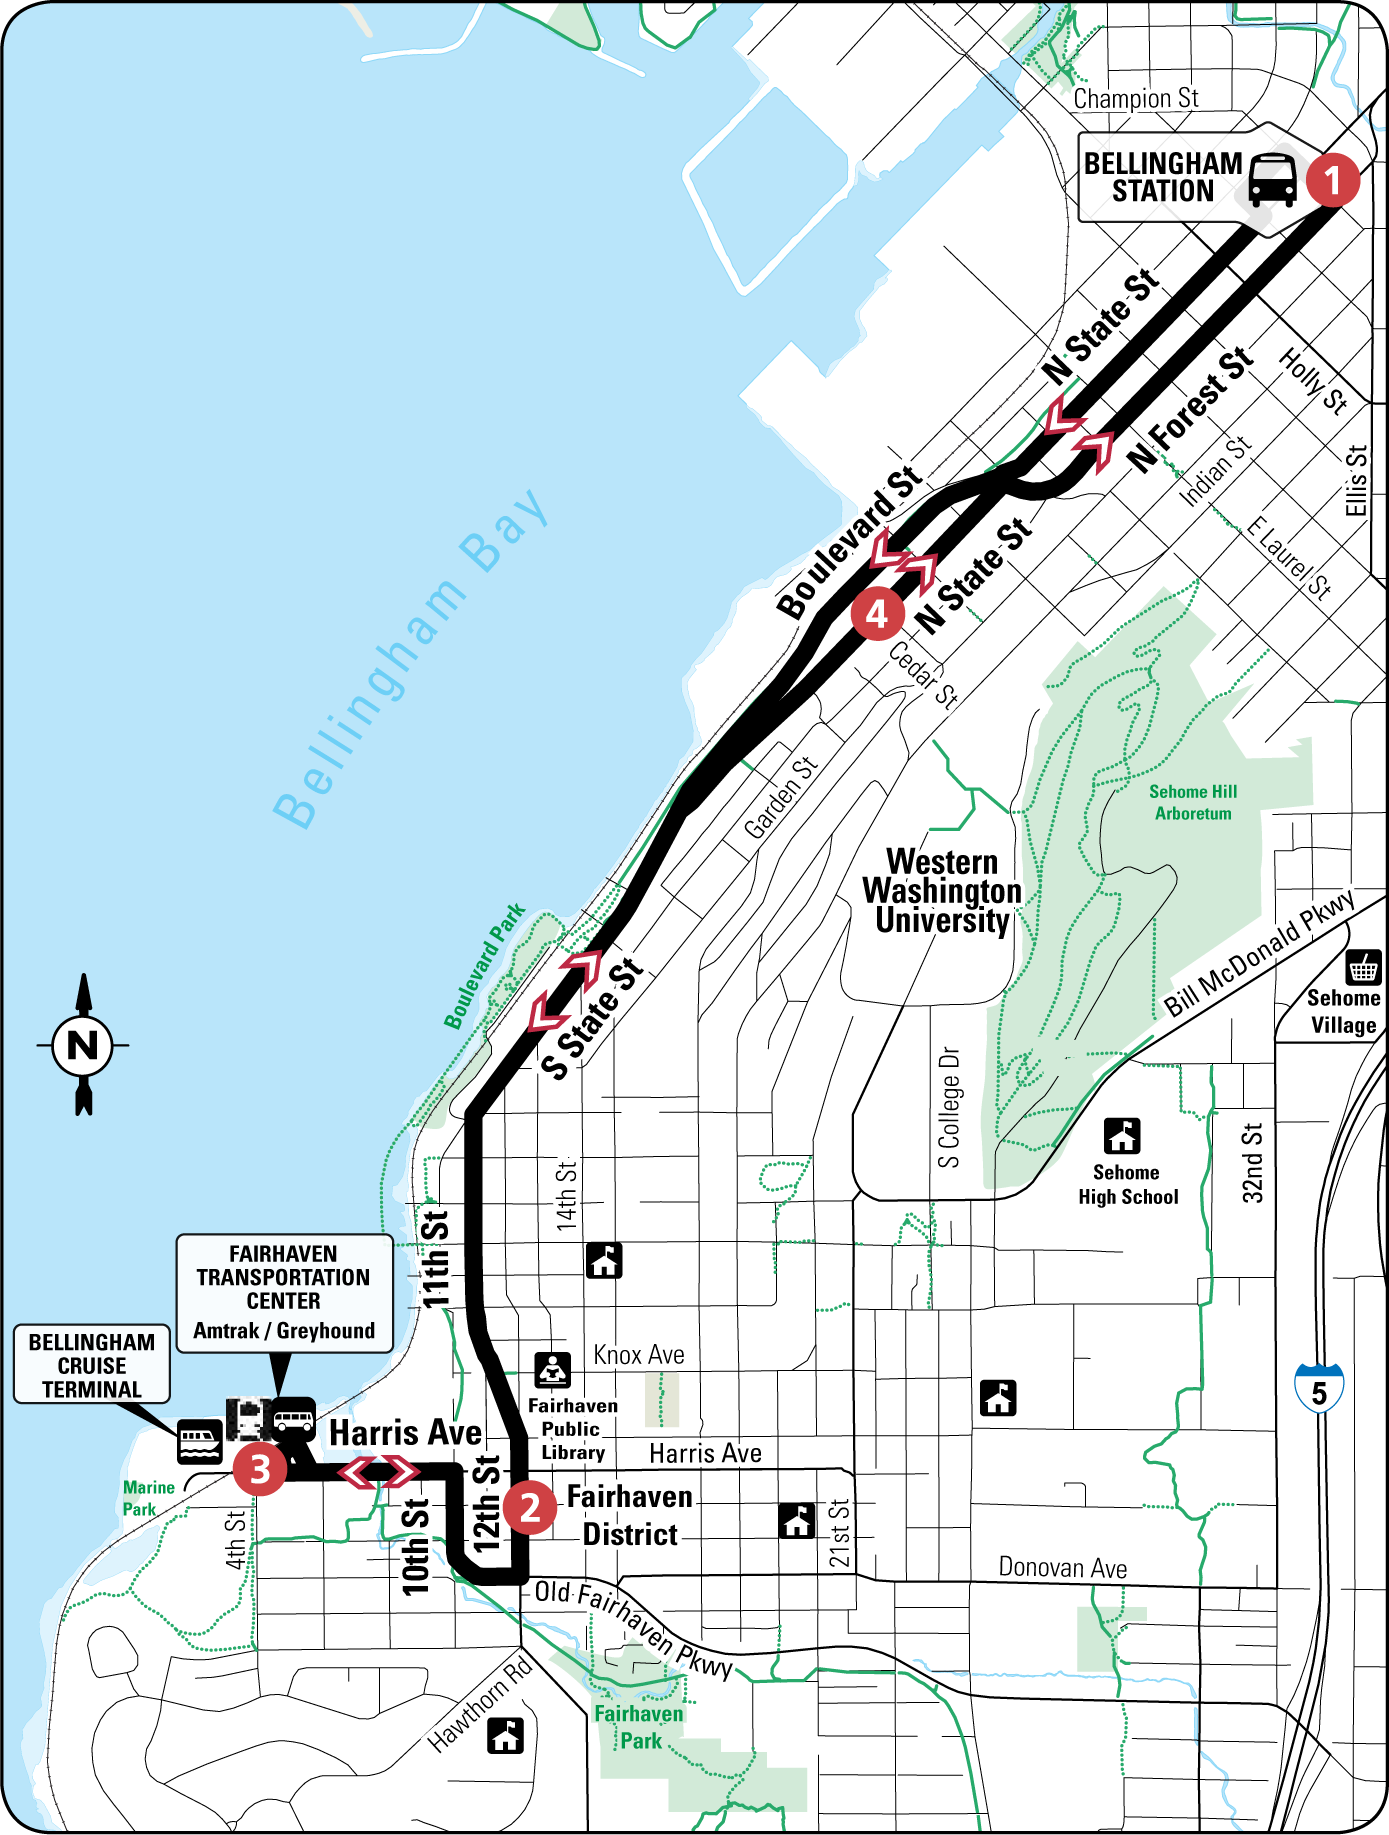 Champion St
BELLINGHAM
STATION
1
N State St
N Forest St
Holly St
Ellis St
Indian St
E Laurel St
Boulevard St
N State St
4
Cedar St
Bellingham Bay
Garden St
Sehome Hill
Arboretum
Western
Washington
University
Bill McDonald Pkwy
Sehome
Village
Boulevard Park
S State St
N
S College Dr
Sehome
High School
32nd St
14th St
11th St
FAIRHAVEN
TRANSPORTATION
CENTER
Amtrak / Greyhound
BELLINGHAM
CRUISE
TERMINAL
Knox Ave
Fairhaven
Public
Library
5
Harris Ave
Harris Ave
3
Marine
Park
4th St
10th St
12th St
2
Fairhaven
District
21st St
Donovan Ave
Old Fairhaven Pkwy
Hawthorn Rd
Fairhaven
Park